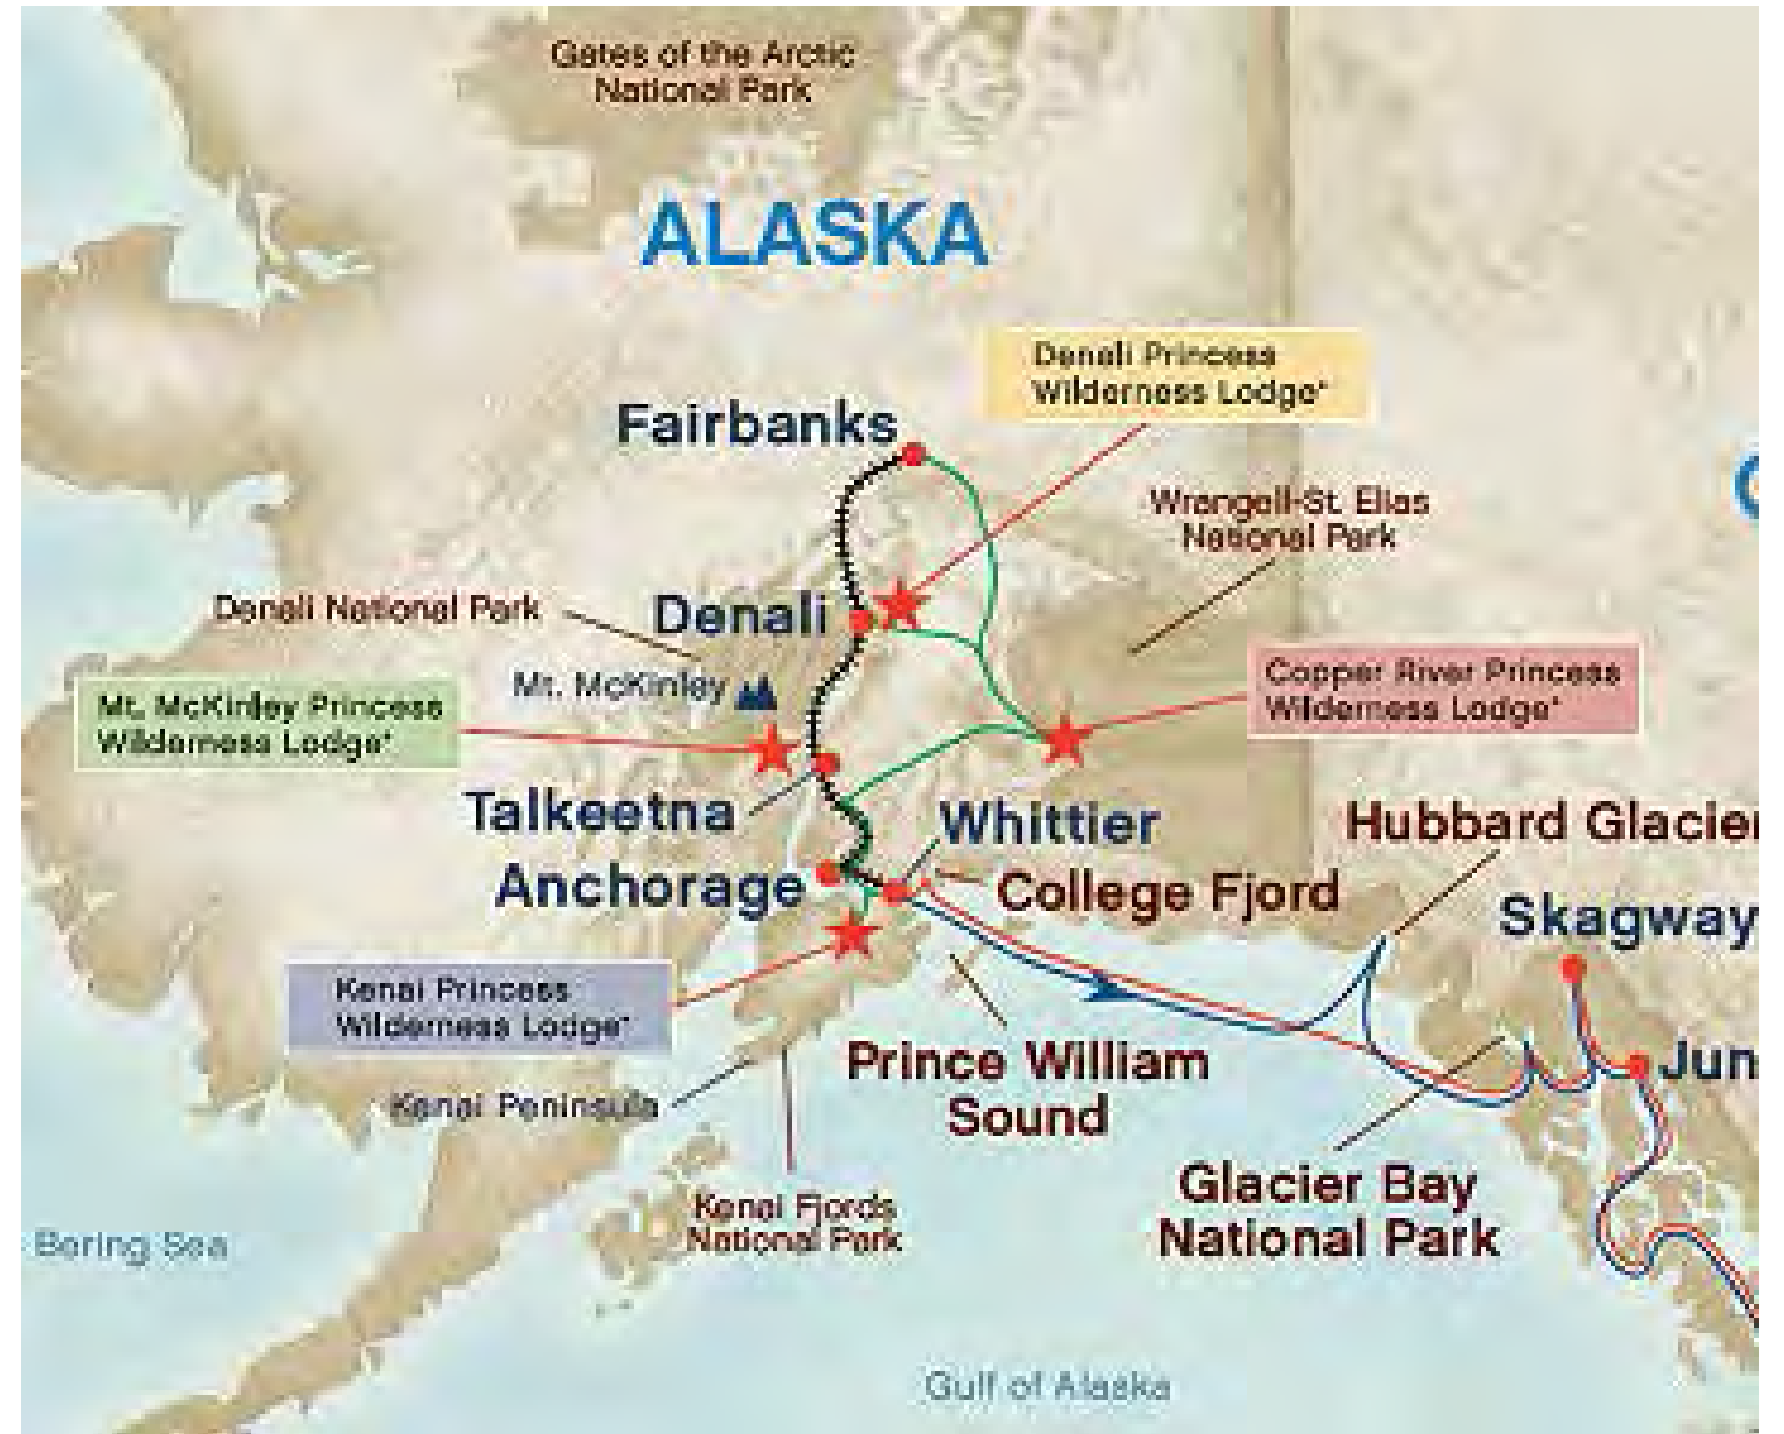 Gates of the Arctic
National Park
ALASKA
Denali Princess
Wilderness Lodge*
Fairbanks
Wrangell-St. Elias
National Park
Denali National Park
Denali
Mt. McKinley
Copper River Princess
Wilderness Lodge*
Mt. McKinley Princess
Wilderness Lodge*
Talkeetna
Whittier
Hubbard Glacier
Anchorage
College Fjord
Skagway
Kenai Princess
Wilderness Lodge*
Prince William
Sound
Jun
Kenai Peninsula
Glacier Bay
National Park
Kenai Fjords
National Park
Bering Sea
Gulf of Alaska